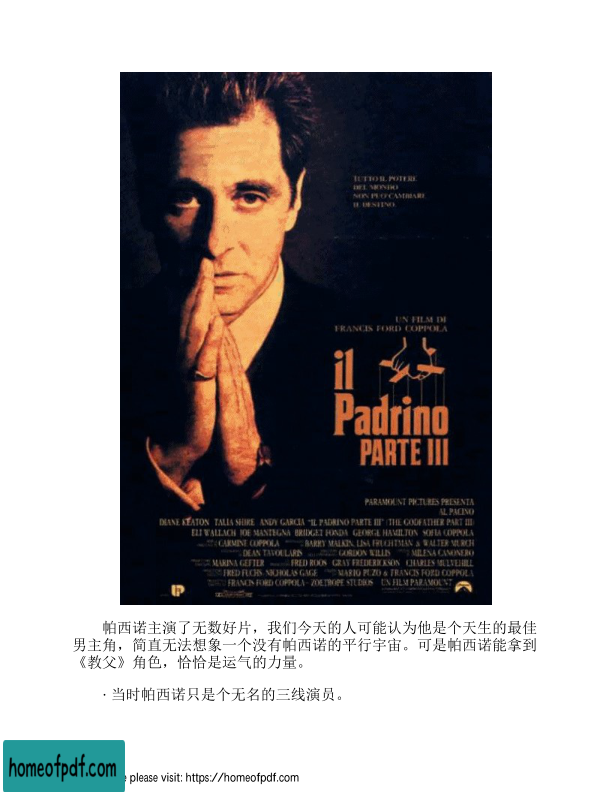 TUTTO IL POTERE
DEL MONDO
NON PUO' CAMBIARE
IL DESTINO.
UN FILM DI
FRANCIS FORD COPPOLA
il
Padrino
PARTE III
PARAMOUNT PICTURES PRESENTA
AL PACINO
DIANE KEATON TALIA SHIRE ANDY GARCIA "IL PADRINO PARTE III" (THE GODFATHER PART III)
ELI WALLACH JOE MANTEGNA BRIDGET FONDA GEORGE HAMILTON SOFIA COPPOLA
CARMINE COPPOLA BARRY MALKIN, LISA FRUCHTMAN & WALTER MURCH
DEAN TAVOULARIS GORDON WILLIS MILENA CANONERO
MARINA GEFTER FRED ROOS GRAY FREDERICKSON CHARLES MULVEHILL
FRED FUCHS, NICHOLAS GAGE MARIO PUZO & FRANCIS FORD COPPOLA
FRANCIS FORD COPPOLA - ZOETROPE STUDIOS UN FILM PARAMOUNT
帕西诺主演了无数好片，我们今天的人可能认为他是个天生的最佳
男主角，简直无法想象一个没有帕西诺的平行宇宙。可是帕西诺能拿到
《教父》角色，恰恰是运气的力量。
· 当时帕西诺只是个无名的三线演员。
homeofpdf.com
e please visit: https://homeofpdf.com